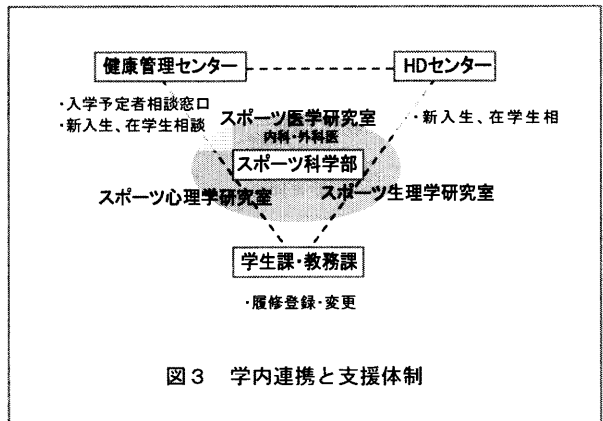 健康管理センター
HDセンター
・入学予定者相談窓口
・新入生、在学生相談
・新入生、在学生相
スポーツ医学研究室
内科・外科医
スポーツ科学部
スポーツ心理学研究室
スポーツ生理学研究室
学生課・教務課
・履修登録・変更
図３　学内連携と支援体制